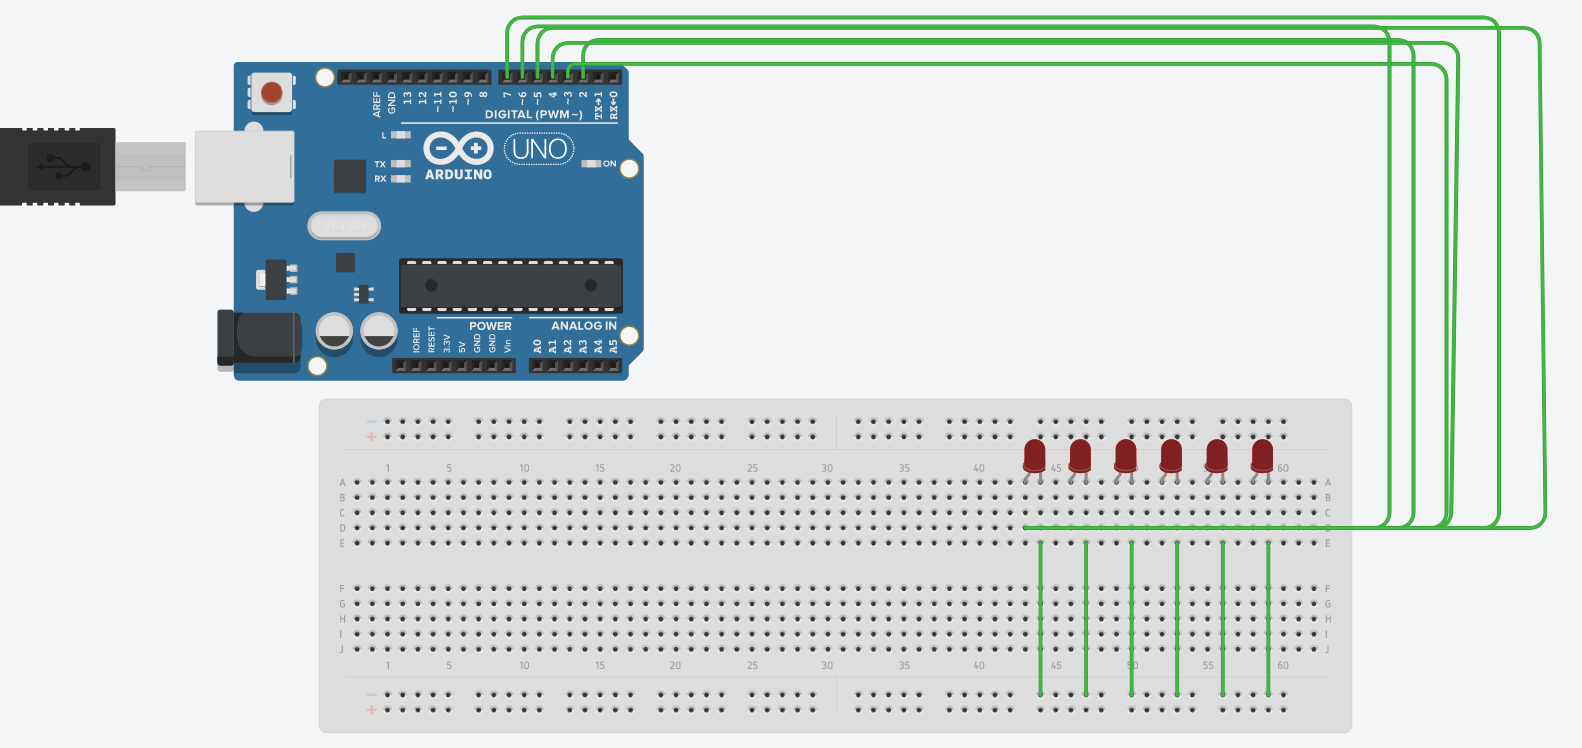 AREF
GND
13
12
~11
~10
~9
8
7
~6
~5
4
~3
2
TX→1
RX←0
DIGITAL (PWM~)
L
TX
RX
ARDUINO
UNO
ON
POWER
ANALOG IN
IOREF
RESET
3.3V
5V
GND
GND
Vin
A0
A1
A2
A3
A4
A5
1 5 10 15 20 25 30 35 40 45 60
A A
B B
C C
D
E E
F F
G G
H H
I I
J J
1 5 10 15 20 25 30 35 40 45 50 55 60